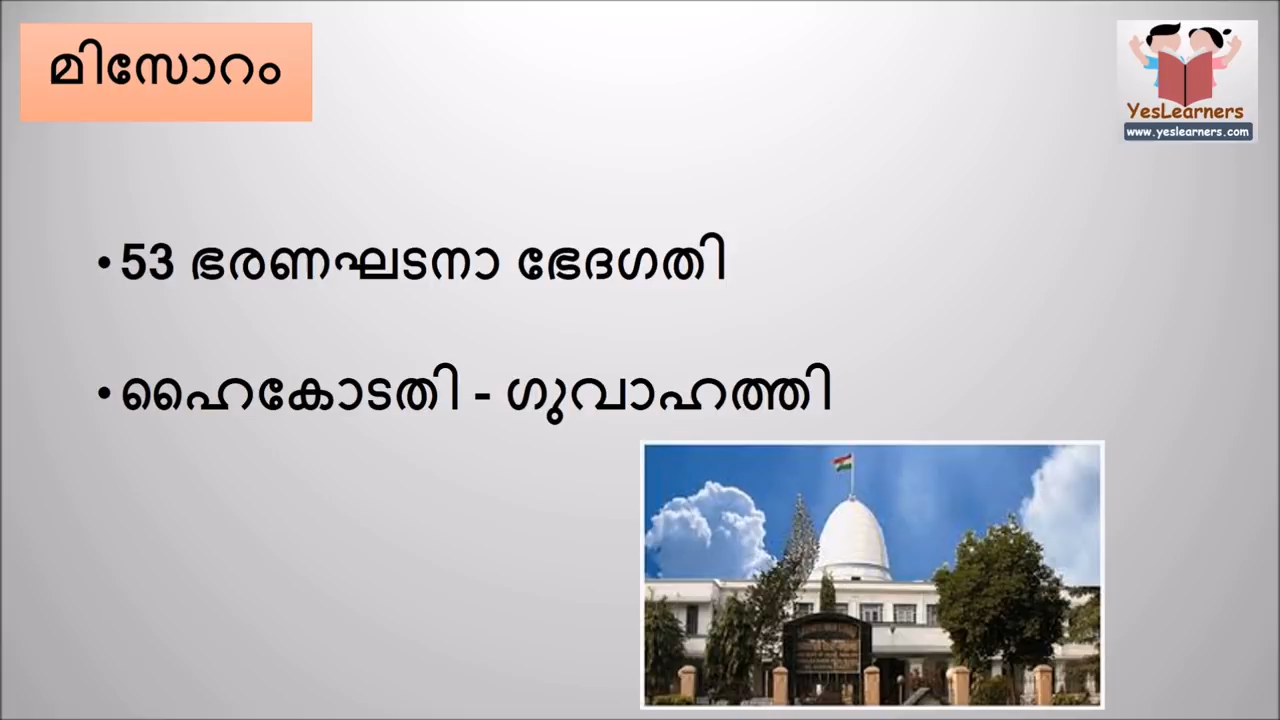 മിസോറം
YesLearners
www.yeslearners.com
• 53 ഭരണഘടനാ ഭേദഗതി
• ഹൈകോടതി - ഗുവാഹത്തി